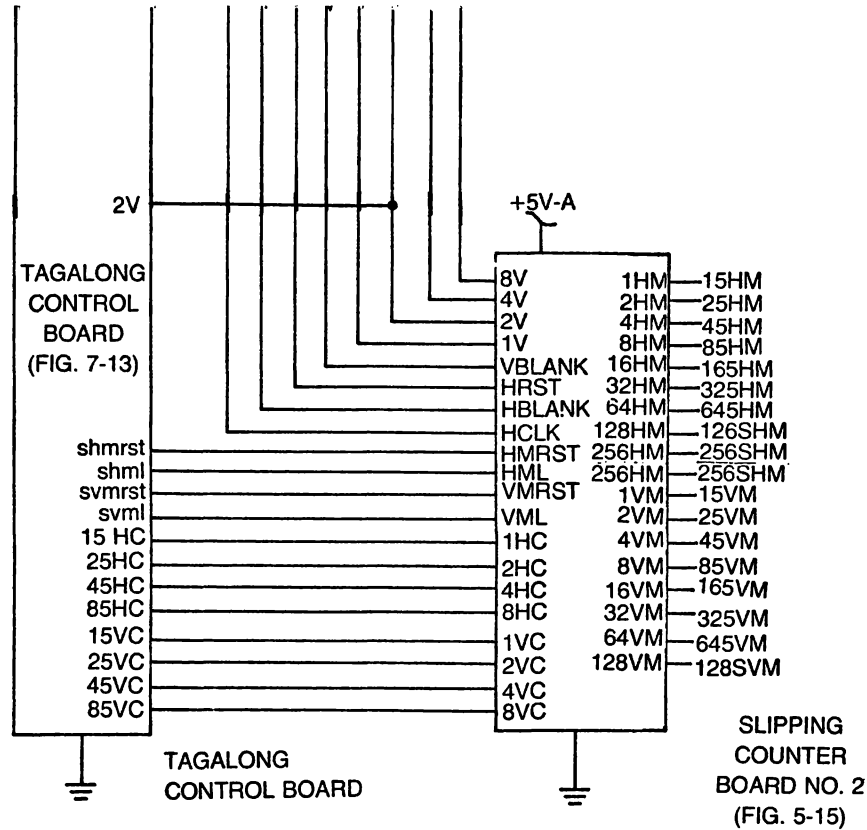 2V
TAGALONG
CONTROL
BOARD
(FIG. 7-13)
shmrst
shml
svmrst
svml
15 HC
25HC
45HC
85HC
15VC
25VC
45VC
85VC
TAGALONG
CONTROL BOARD
+5V-A
8V
4V
2V
1V
VBLANK
HRST
HBLANK
HCLK
HMRST
HML
VMRST
VML
1HC
2HC
4HC
8HC
1VC
2VC
4VC
8VC
1HM
2HM
4HM
8HM
16HM
32HM
64HM
128HM
256HM
256HM
1VM
2VM
4VM
8VM
16VM
32VM
64VM
128VM
15HM
25HM
45HM
85HM
165HM
325HM
645HM
126SHM
256SHM
256SHM
15VM
25VM
45VM
85VM
165VM
325VM
645VM
128SVM
SLIPPING
COUNTER
BOARD NO. 2
(FIG. 5-15)